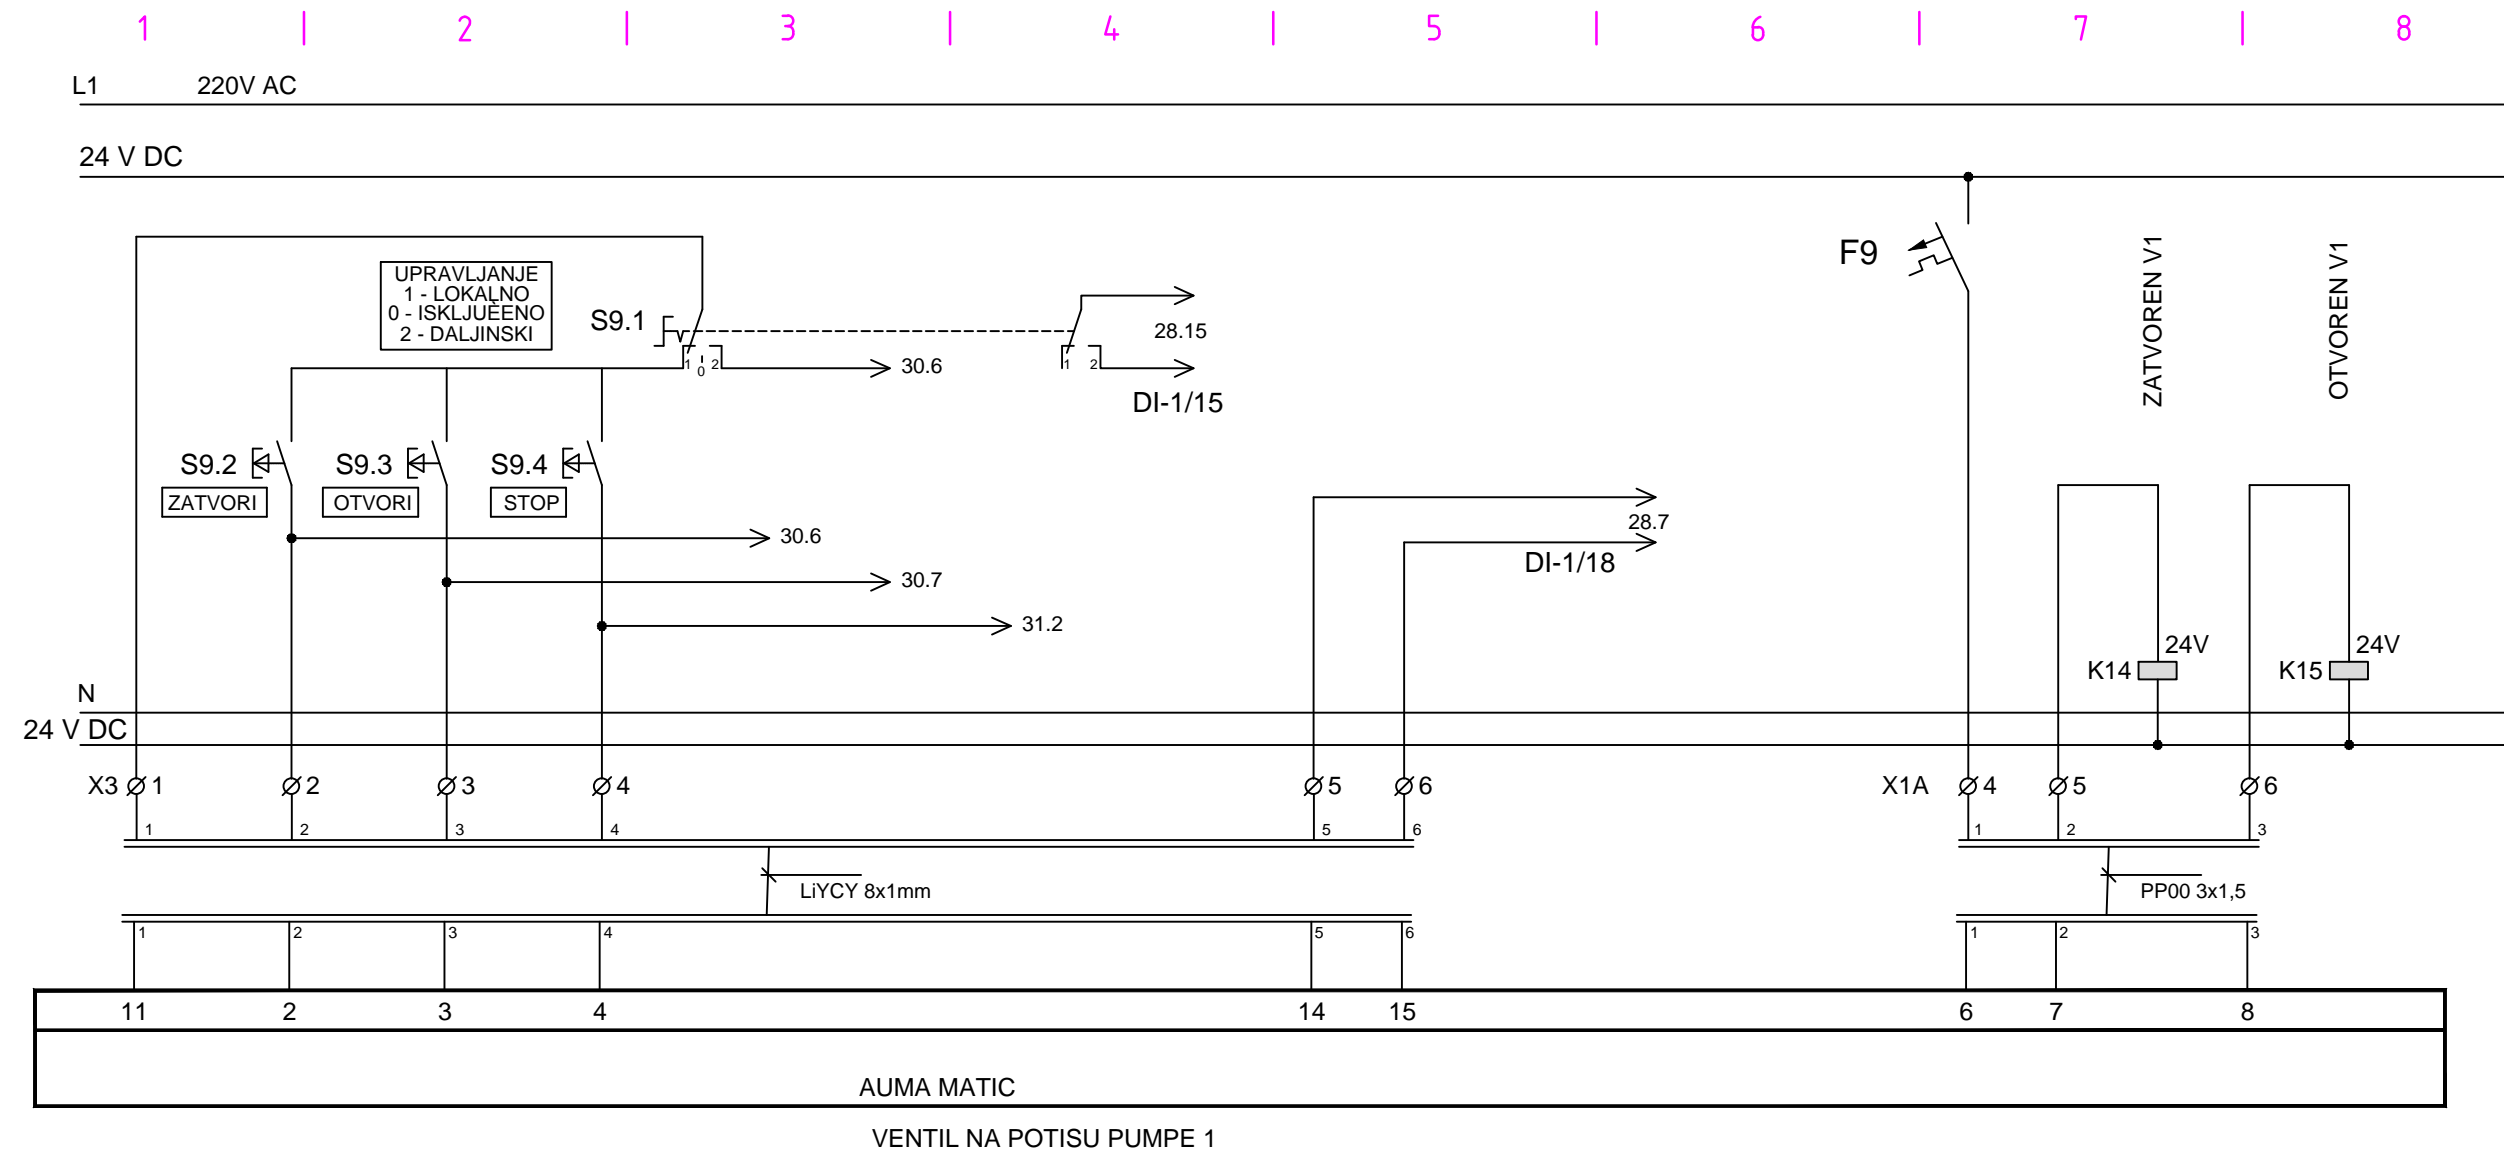 1 2 3 4 5 6 7 8
L1 220V AC
24 V DC
UPRAVLJANJE
1 - LOKALNO
0 - ISKLJUÈENO
2 - DALJINSKI
S9.1
1 0 2
30.6
1 2
28.15
DI-1/15
F9
ZATVOREN V1
OTVOREN V1
S9.2
ZATVORI
S9.3
OTVORI
S9.4
STOP
30.6
30.7
31.2
28.7
DI-1/18
24V
K14
24V
K15
N
24 V DC
X3 1 2 3 4 5 6 X1A 4 5 6
1 2 3 4 5 6 1 2 3
LiYCY 8x1mm
PP00 3x1,5
1 2 3 4 5 6 1 2 3
11 2 3 4 14 15 6 7 8
AUMA MATIC
VENTIL NA POTISU PUMPE 1